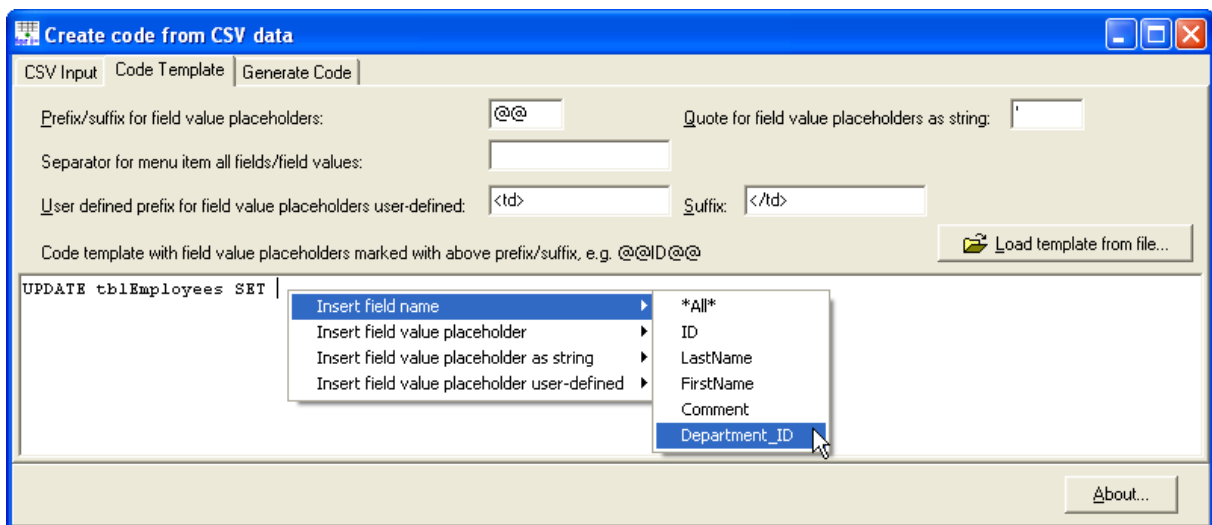 Create code from CSV data
CSV Input Code Template Generate Code
Prefix/suffix for field value placeholders: @@ Quote for field value placeholders as string: '
Separator for menu item all fields/field values:
User defined prefix for field value placeholders user-defined: <td> Suffix: </td>
Code template with field value placeholders marked with above prefix/suffix, e.g. @@ID@@ Load template from file...
UPDATE tblEmployees SET
Insert field name
Insert field value placeholder
Insert field value placeholder as string
Insert field value placeholder user-defined
*All*
ID
LastName
FirstName
Comment
Department_ID
About...